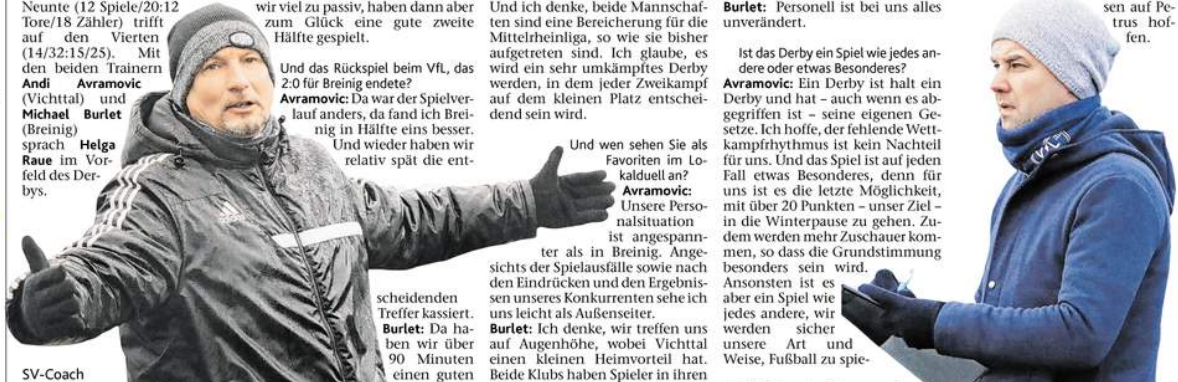 Neunte (12 Spiele/20:12
Tore/18 Zähler) trifft
auf den Vierten
(14/32:15/25). Mit
den beiden Trainern
Andi Avramovic
(Vichttal) und
Michael Burlet
(Breinig)
sprach Helga
Raue im Vor-
feld des Der-
bys.
SV-Coach
adidas
wir viel zu passiv, haben dann aber
zum Glück eine gute zweite
Hälfte gespielt.
Und das Rückspiel beim VfL, das
2:0 für Breinig endete?
Avramovic: Da war der Spielver-
lauf anders, da fand ich Brei-
nig in Hälfte eins besser.
Und wieder haben wir
relativ spät die ent-
scheidenden
Treffer kassiert.
Burlet: Da ha-
ben wir über
90 Minuten
einen guten
Und ich denke, beide Mannschaf-
ten sind eine Bereicherung für die
Mittelrheinliga, so wie sie bisher
aufgetreten sind. Ich glaube, es
wird ein sehr umkämpftes Derby
werden, in dem jeder Zweikampf
auf dem kleinen Platz entschei-
dend sein wird.
Und wen sehen Sie als
Favoriten im Lo-
kalduell an?
Avramovic:
Unsere Perso-
nalsituation
ist angespann-
ter als in Breinig. Ange-
sichts der Spielausfälle sowie nach
den Eindrücken und den Ergebnis-
sen unseres Konkurrenten sehe ich
uns leicht als Außenseiter.
Burlet: Ich denke, wir treffen uns
auf Augenhöhe, wobei Vichttal
einen kleinen Heimvorteil hat.
Beide Klubs haben Spieler in ihren
Burlet: Personell ist bei uns alles
unverändert.
Ist das Derby ein Spiel wie jedes an-
dere oder etwas Besonderes?
Avramovic: Ein Derby ist halt ein
Derby und hat – auch wenn es ab-
gegriffen ist – seine eigenen Ge-
setze. Ich hoffe, der fehlende Wett-
kampfrhythmus ist kein Nachteil
für uns. Und das Spiel ist auf jeden
Fall etwas Besonderes, denn für
uns ist es die letzte Möglichkeit,
mit über 20 Punkten – unser Ziel –
in die Winterpause zu gehen. Zu-
dem werden mehr Zuschauer kom-
men, so dass die Grundstimmung
besonders sein wird.
Ansonsten ist es
aber ein Spiel wie
jedes andere, wir
werden sicher
unsere Art und
Weise, Fußball zu spie-
sen auf Pe-
trus hof-
fen.